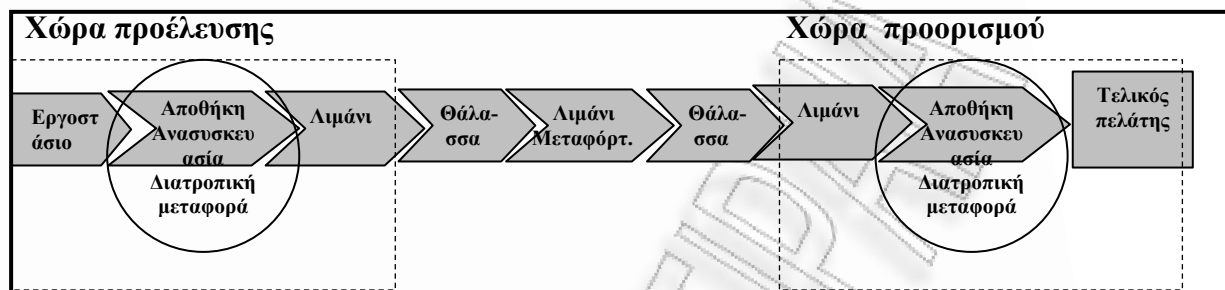 Χώρα προέλευσης
Χώρα προορισμού
Εργοστ
άσιο
Αποθήκη
Ανασυσκευ
ασία
Διατροπική
μεταφορά
Λιμάνι
Θάλα-
σσα
Λιμάνι
Μεταφόρτ.
Θάλα-
σσα
Λιμάνι
Αποθήκη
Ανασυσκευ
ασία
Διατροπική
μεταφορά
Τελικός
πελάτης